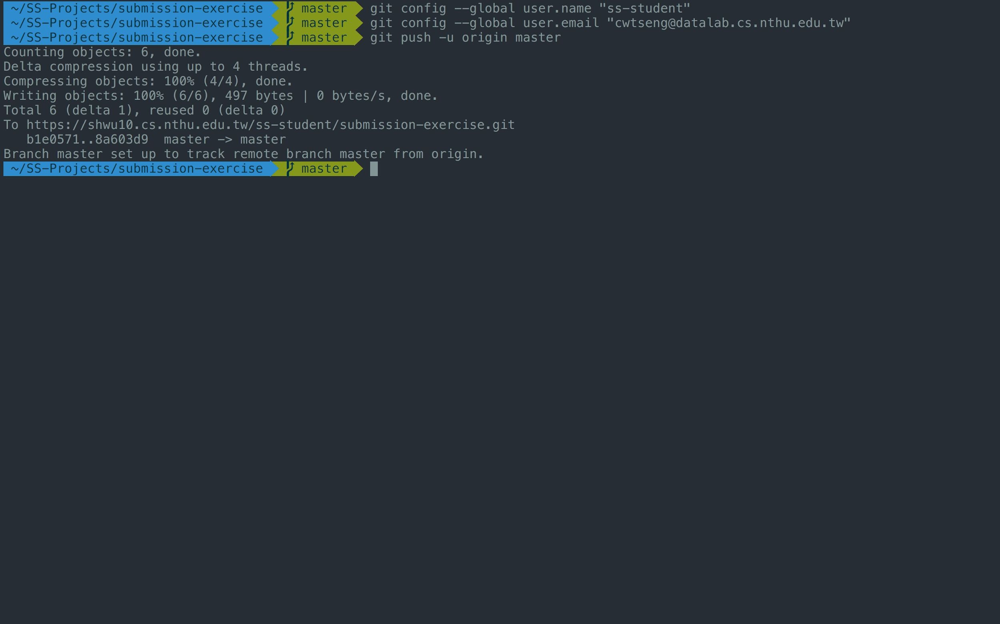 ~/SS-Projects/submission-exercise master git config --global user.name "ss-student"
~/SS-Projects/submission-exercise master git config --global user.email "cwtseng@datalab.cs.nthu.edu.tw"
~/SS-Projects/submission-exercise master git push -u origin master
Counting objects: 6, done.
Delta compression using up to 4 threads.
Compressing objects: 100% (4/4), done.
Writing objects: 100% (6/6), 497 bytes | 0 bytes/s, done.
Total 6 (delta 1), reused 0 (delta 0)
To https://shwu10.cs.nthu.edu.tw/ss-student/submission-exercise.git
   b1e0571..8a603d9  master -> master
Branch master set up to track remote branch master from origin.
~/SS-Projects/submission-exercise master